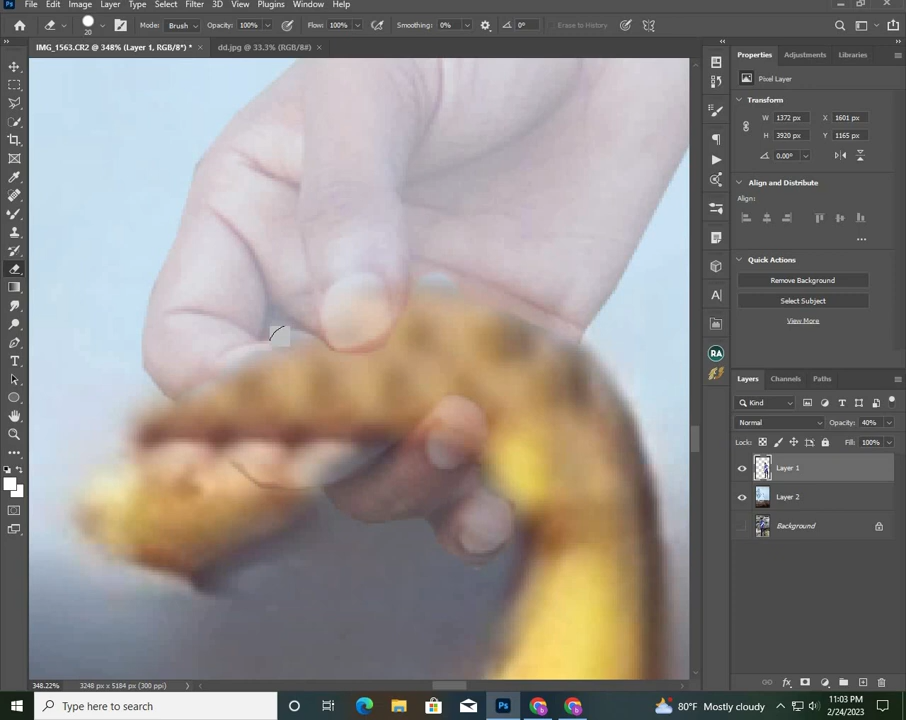 File Edit Image Layer Type Select Filter 3D View Plugins Window Help
20 Mode: Brush Opacity: 100% Flow: 100% Smoothing: 0% 0° Erase to History
IMG_1563.CR2 @ 348% (Layer 1, RGB/8*) * × dd.jpg @ 33.3% (RGB/8#) ×
Properties Adjustments Libraries
Pixel Layer
Transform
W 1372 px X 1601 px
H 3920 px Y 1165 px
0.00°
Align and Distribute
Align:
Quick Actions
Remove Background
Select Subject
View More
Layers Channels Paths
Kind
Normal Opacity: 40%
Lock: Fill: 100%
Layer 1
Layer 2
Background
348.22% 3248 px x 5184 px (300 ppi)
Type here to search
80°F Mostly cloudy
11:03 PM
2/24/2023